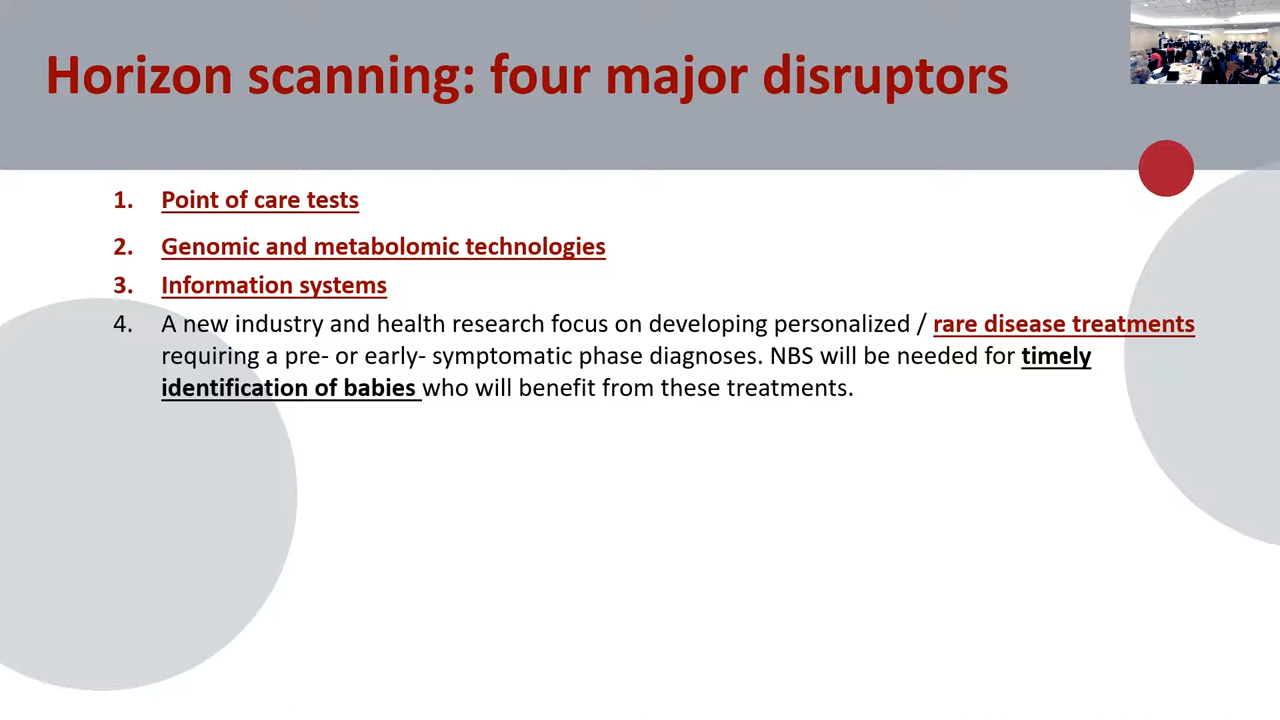 Horizon scanning: four major disruptors
1. Point of care tests
2. Genomic and metabolomic technologies
3. Information systems
4. A new industry and health research focus on developing personalized / rare disease treatments
requiring a pre- or early- symptomatic phase diagnoses. NBS will be needed for timely
identification of babies who will benefit from these treatments.